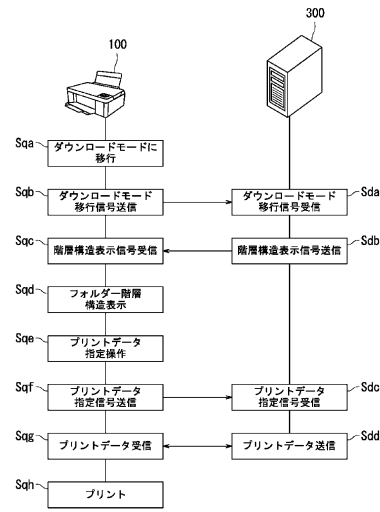 100
300
Sqa
ダウンロードモードに
移行
Sqb
ダウンロードモード
移行信号送信
ダウンロードモード
移行信号受信
Sda
Sqc
階層構造表示信号受信
階層構造表示信号送信
Sdb
Sqd
フォルダー階層
構造表示
Sqe
プリントデータ
指定操作
Sqf
プリントデータ
指定信号送信
プリントデータ
指定信号受信
Sdc
Sqg
プリントデータ受信
プリントデータ送信
Sdd
Sqh
プリント